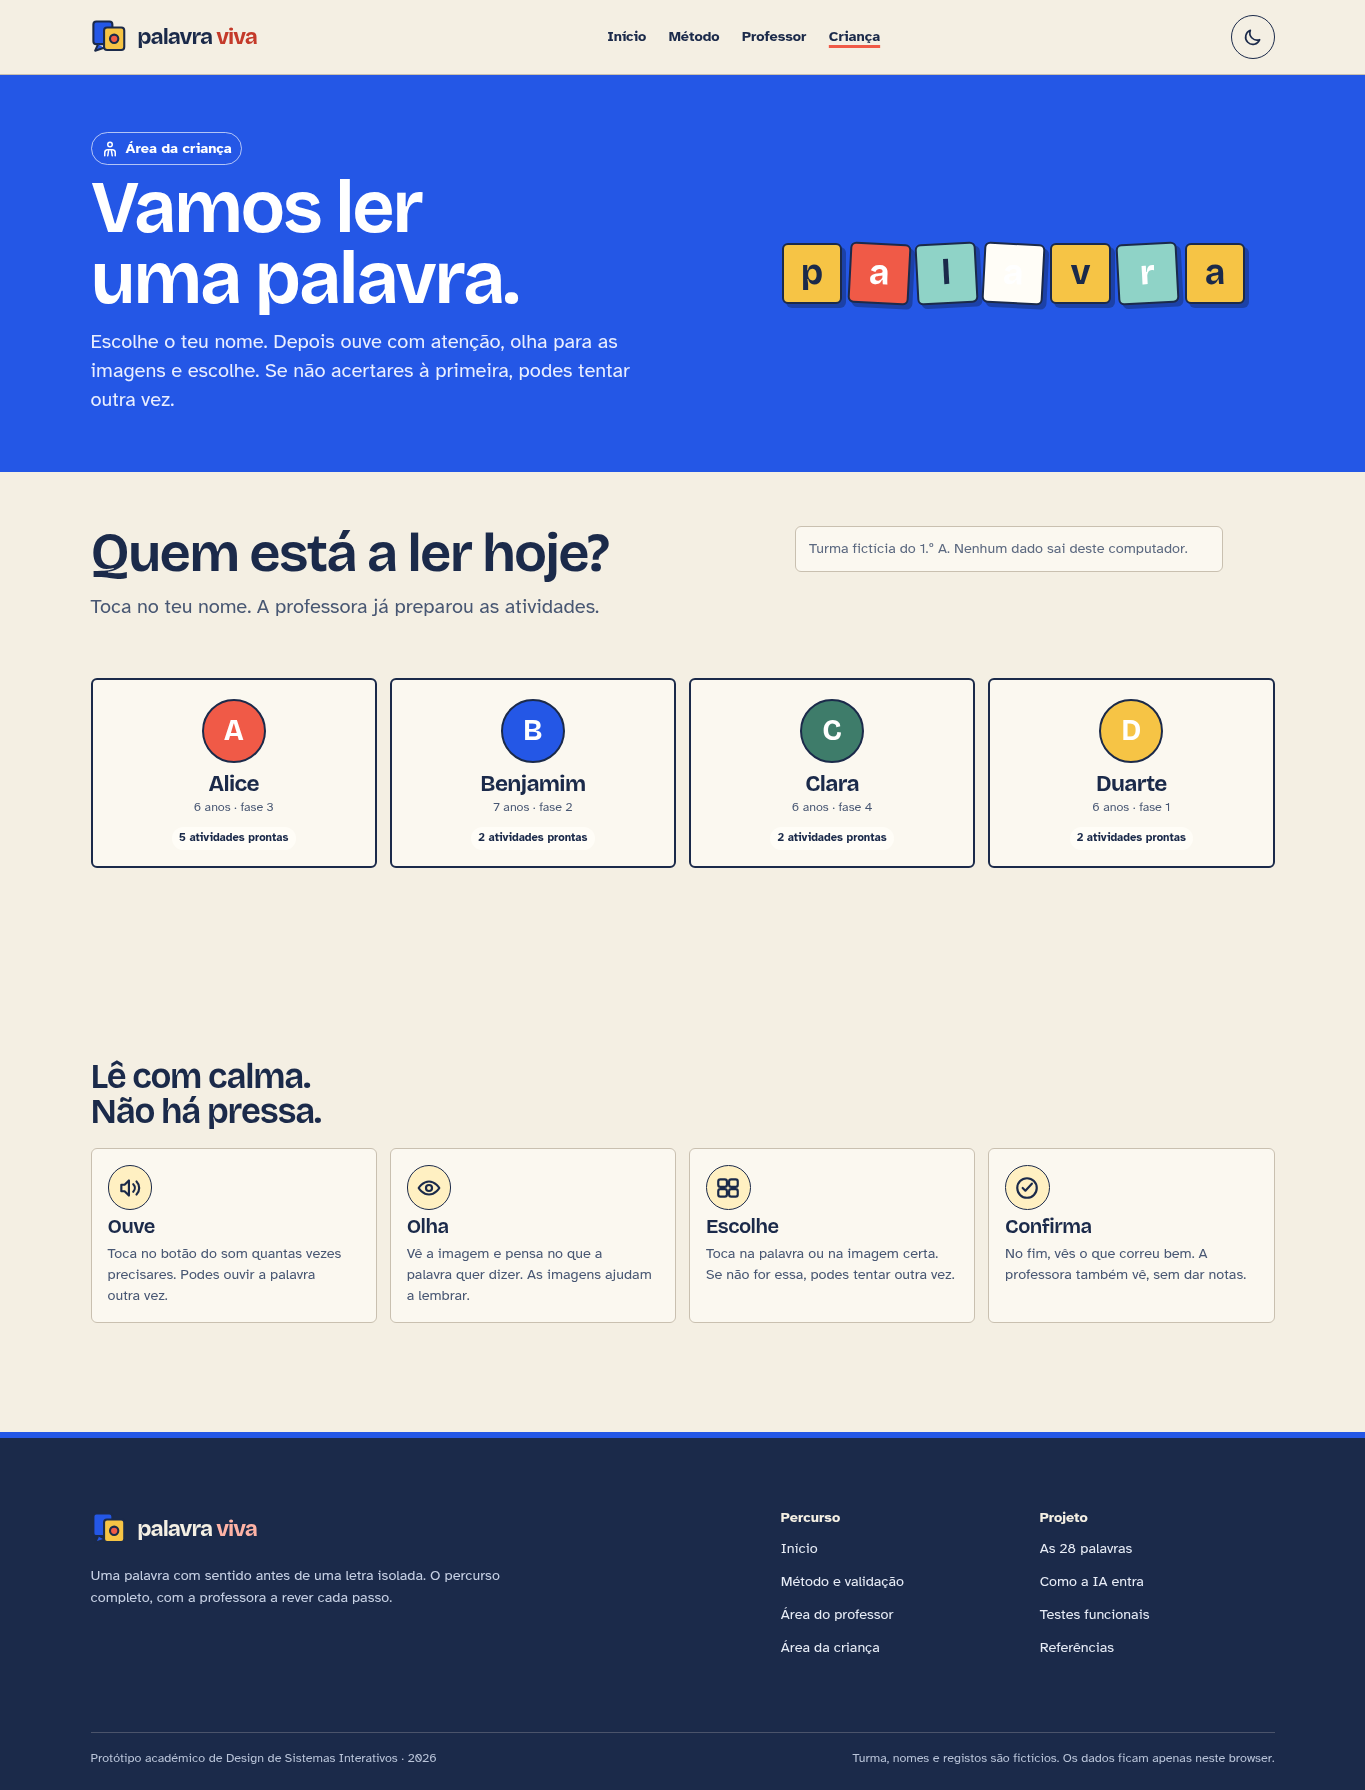 palavra viva
Início Método Professor Criança
Área da criança
Vamos ler
uma palavra.
Escolhe o teu nome. Depois ouve com atenção, olha para as
imagens e escolhe. Se não acertares à primeira, podes tentar
outra vez.
p a l a v r a
Quem está a ler hoje?
Toca no teu nome. A professora já preparou as atividades.
Turma fictícia do 1.º A. Nenhum dado sai deste computador.
A
Alice
6 anos · fase 3
5 atividades prontas
B
Benjamim
7 anos · fase 2
2 atividades prontas
C
Clara
6 anos · fase 4
2 atividades prontas
D
Duarte
6 anos · fase 1
2 atividades prontas
Lê com calma.
Não há pressa.
Ouve
Toca no botão do som quantas vezes
precisares. Podes ouvir a palavra
outra vez.
Olha
Vê a imagem e pensa no que a
palavra quer dizer. As imagens ajudam
a lembrar.
Escolhe
Toca na palavra ou na imagem certa.
Se não for essa, podes tentar outra vez.
Confirma
No fim, vês o que correu bem. A
professora também vê, sem dar notas.
palavra viva
Uma palavra com sentido antes de uma letra isolada. O percurso
completo, com a professora a rever cada passo.
Percurso
Início
Método e validação
Área do professor
Área da criança
Projeto
As 28 palavras
Como a IA entra
Testes funcionais
Referências
Protótipo académico de Design de Sistemas Interativos · 2026
Turma, nomes e registos são fictícios. Os dados ficam apenas neste browser.